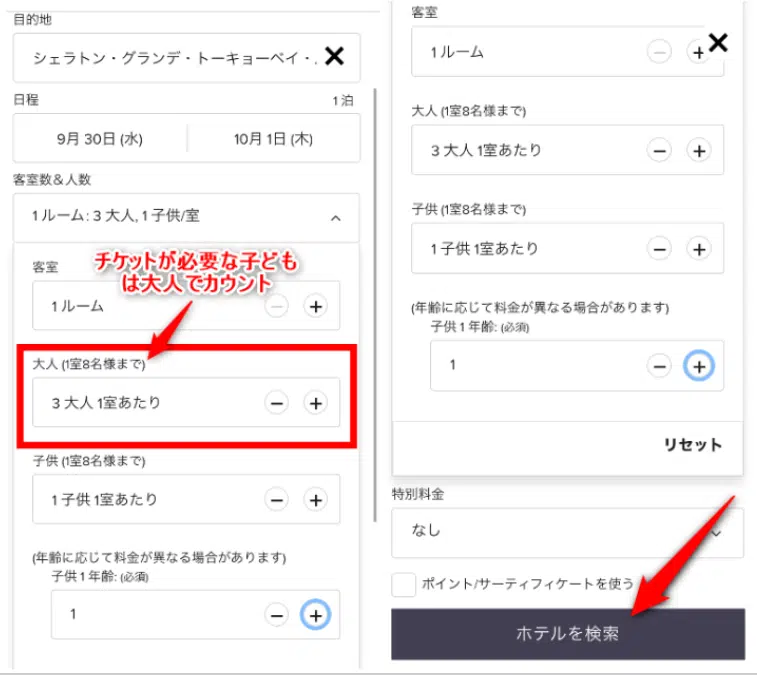 目的地
シェラトン・グランデ・トーキョーベイ・.
日程
1 泊
9月 30日 (水)
10月 1日 (木)
客室数&人数
1 ルーム: 3 大人, 1 子供/室
チケットが必要な子ども
は大人でカウント
客室
1 ルーム
大人 (1室8名様まで)
3 大人 1室あたり
子供 (1室8名様まで)
1 子供 1室あたり
(年齢に応じて料金が異なる場合があります)
子供 1 年齢: (必須)
1
客室
1 ルーム
大人 (1室8名様まで)
3 大人 1室あたり
子供 (1室8名様まで)
1 子供 1室あたり
(年齢に応じて料金が異なる場合があります)
子供 1 年齢: (必須)
1
リセット
特別料金
なし
ポイント/サーティフィケートを使う
ホテルを検索